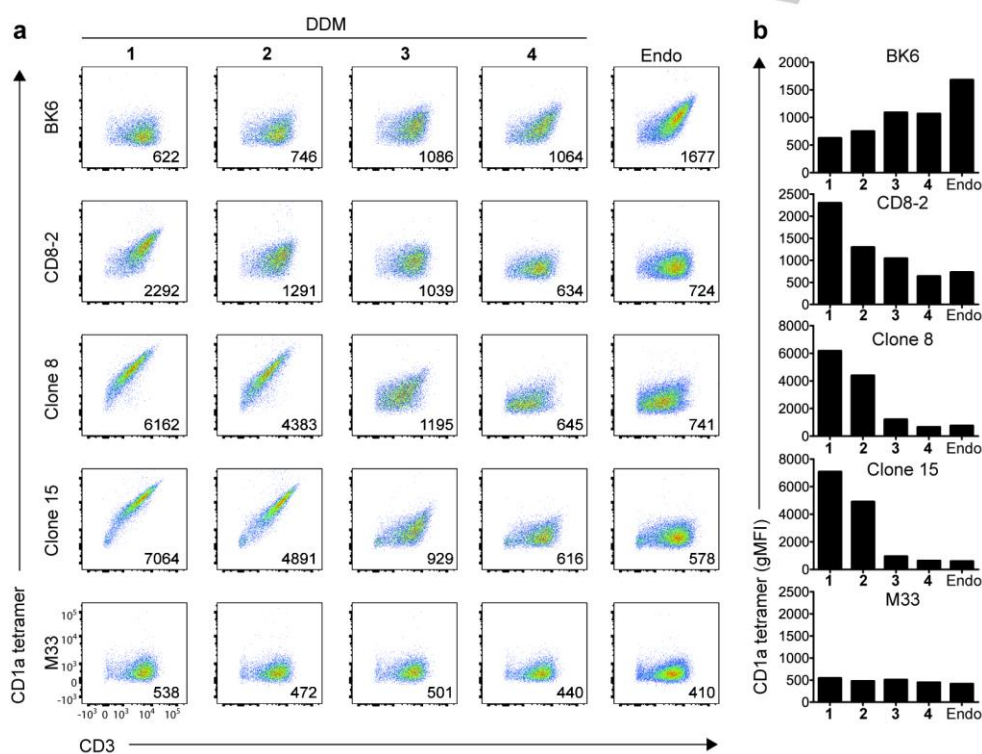 a
DDM
1 2 3 4 Endo
BK6
622 746 1086 1064 1677
CD8-2
2292 1291 1039 634 724
Clone 8
6162 4383 1195 645 741
Clone 15
7064 4891 929 616 578
M33
10⁵
10⁴
10³
0
-10³
538 472 501 440 410
-10³ 0 10³ 10⁴ 10⁵
CD1a tetramer
CD3
b
BK6
2000
1500
1000
500
0
1 2 3 4 Endo
CD8-2
2500
2000
1500
1000
500
0
1 2 3 4 Endo
Clone 8
8000
6000
4000
2000
0
1 2 3 4 Endo
Clone 15
8000
6000
4000
2000
0
1 2 3 4 Endo
M33
2500
2000
1500
1000
500
0
1 2 3 4 Endo
CD1a tetramer (gMFI)